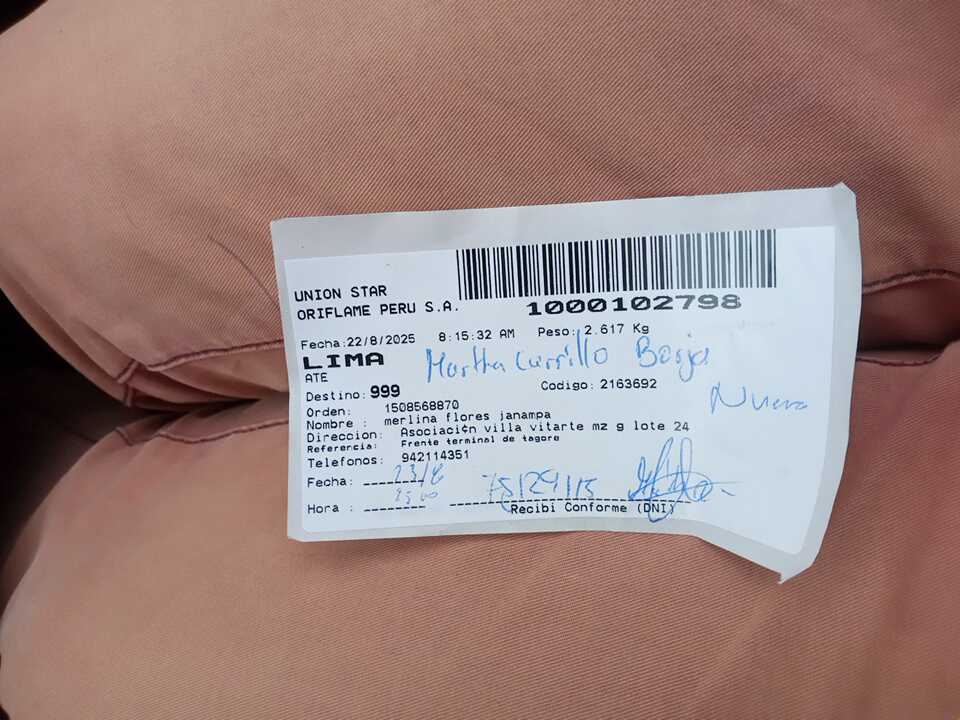 UNION STAR
ORIFLAME PERU S.A.
1000102798
Fecha:22/8/2025 8:15:32 AM Peso: 2.617 Kg
LIMA
ATE
Martha Currillo Borja
Destino: 999 Codigo: 2163692
Nuera
Orden: 1508568870
Nombre : merlina flores janampa
Direccion: Asociaci¢n villa vitarte mz g lote 24
Referencia: Frente terminal de tagore
Telefonos: 942114351
Fecha: 23/8
Hora : Recibi Conforme (DNI)